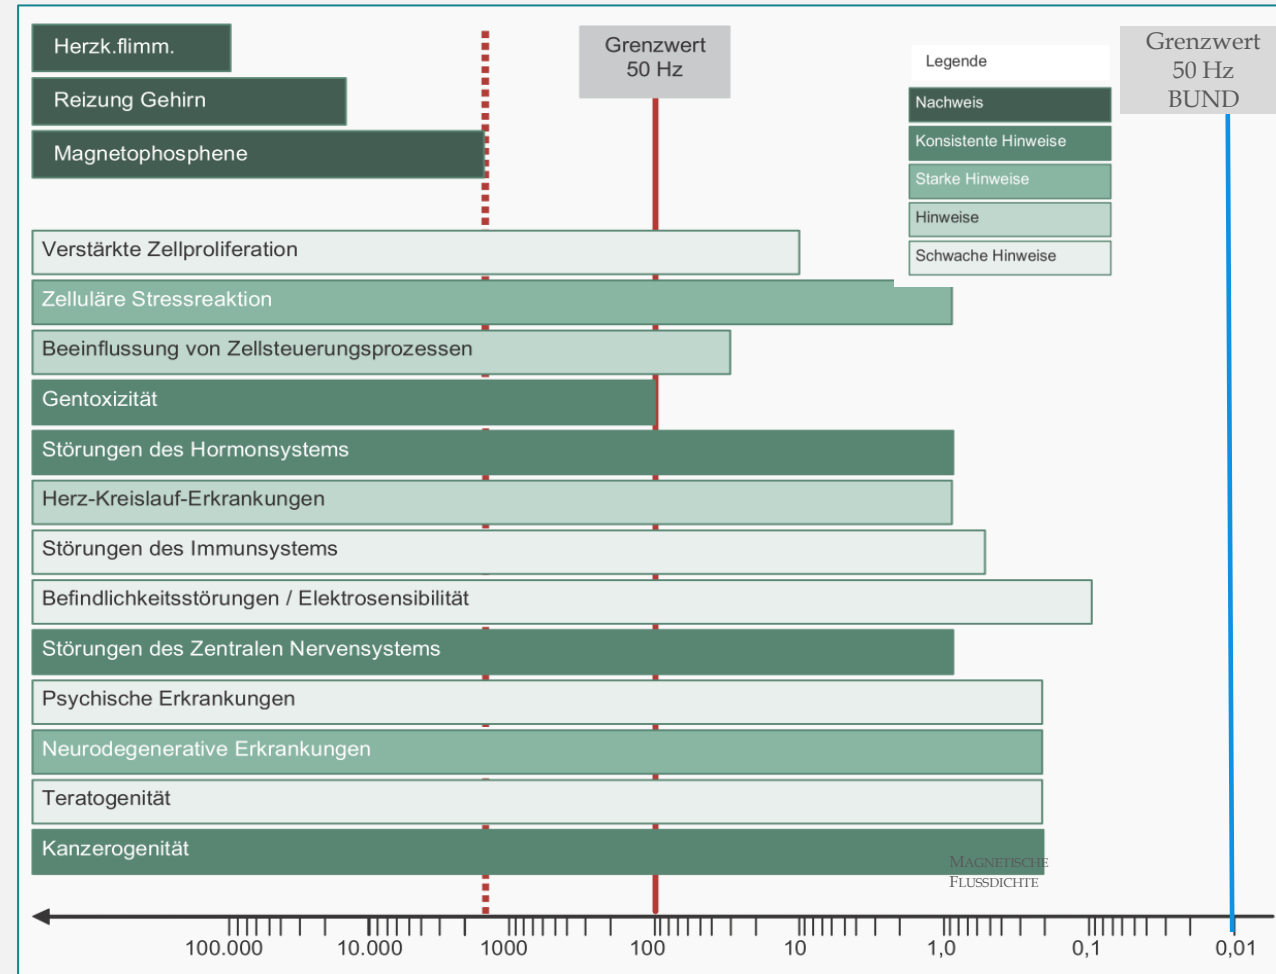 Herzk.flimm.
Reizung Gehirn
Magnetophosphene
Grenzwert
50 Hz
Legende
Nachweis
Konsistente Hinweise
Starke Hinweise
Hinweise
Schwache Hinweise
Grenzwert
50 Hz
BUND
Verstärkte Zellproliferation
Zelluläre Stressreaktion
Beeinflussung von Zellsteuerungsprozessen
Gentoxizität
Störungen des Hormonsystems
Herz-Kreislauf-Erkrankungen
Störungen des Immunsystems
Befindlichkeitsstörungen / Elektrosensibilität
Störungen des Zentralen Nervensystems
Psychische Erkrankungen
Neurodegenerative Erkrankungen
Teratogenität
Kanzerogenität
MAGNETISCHE
FLUSSDICHTE
100.000 10.000 1000 100 10 1,0 0,1 0,01